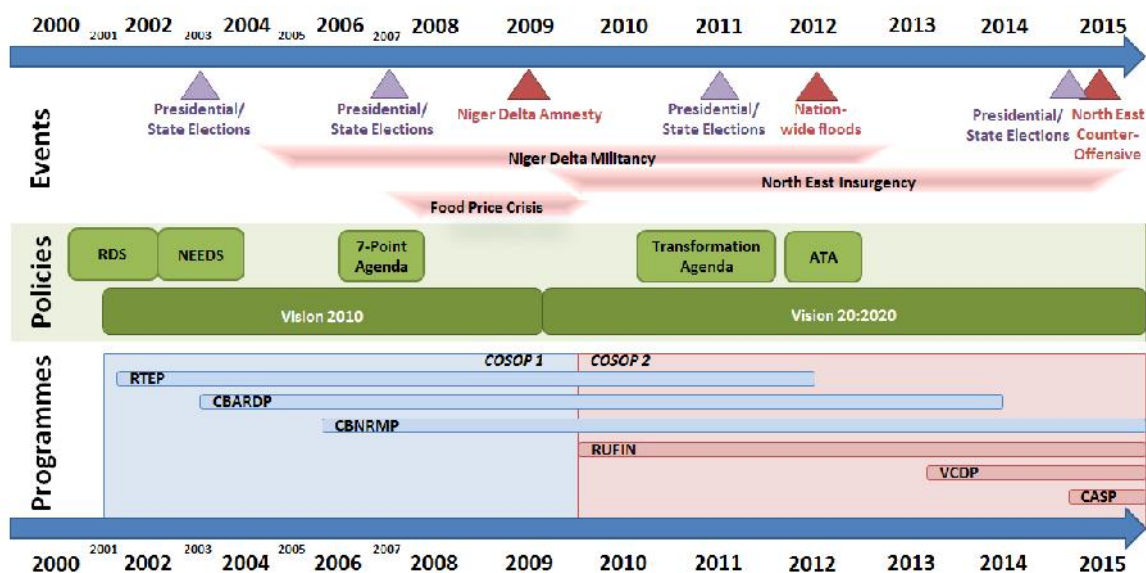 2000 2001 2002 2003 2004 2005 2006 2007 2008 2009 2010 2011 2012 2013 2014 2015
Events
Presidential/
State Elections
Presidential/
State Elections
Niger Delta Amnesty
Presidential/
State Elections
Nation-
wide floods
Presidential/
State Elections
North East
Counter-
Offensive
Niger Delta Militancy
North East Insurgency
Food Price Crisis
Policies
RDS
NEEDS
7-Point
Agenda
Transformation
Agenda
ATA
Vision 2010
Vision 20:2020
Programmes
COSOP 1
COSOP 2
RTEP
CBARDP
CBNRMP
RUFIN
VCDP
CASP
2000 2001 2002 2003 2004 2005 2006 2007 2008 2009 2010 2011 2012 2013 2014 2015